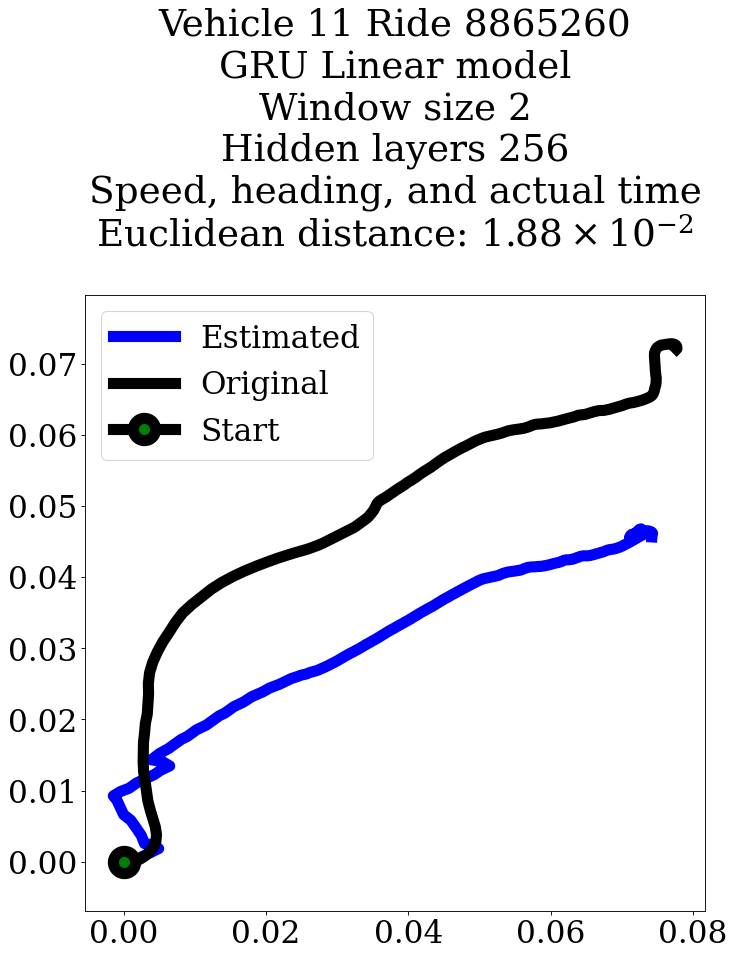 Vehicle 11 Ride 8865260
GRU Linear model
Window size 2
Hidden layers 256
Speed, heading, and actual time
Euclidean distance: 1.88 × 10⁻²
Estimated
Original
Start
0.07
0.06
0.05
0.04
0.03
0.02
0.01
0.00
0.00 0.02 0.04 0.06 0.08